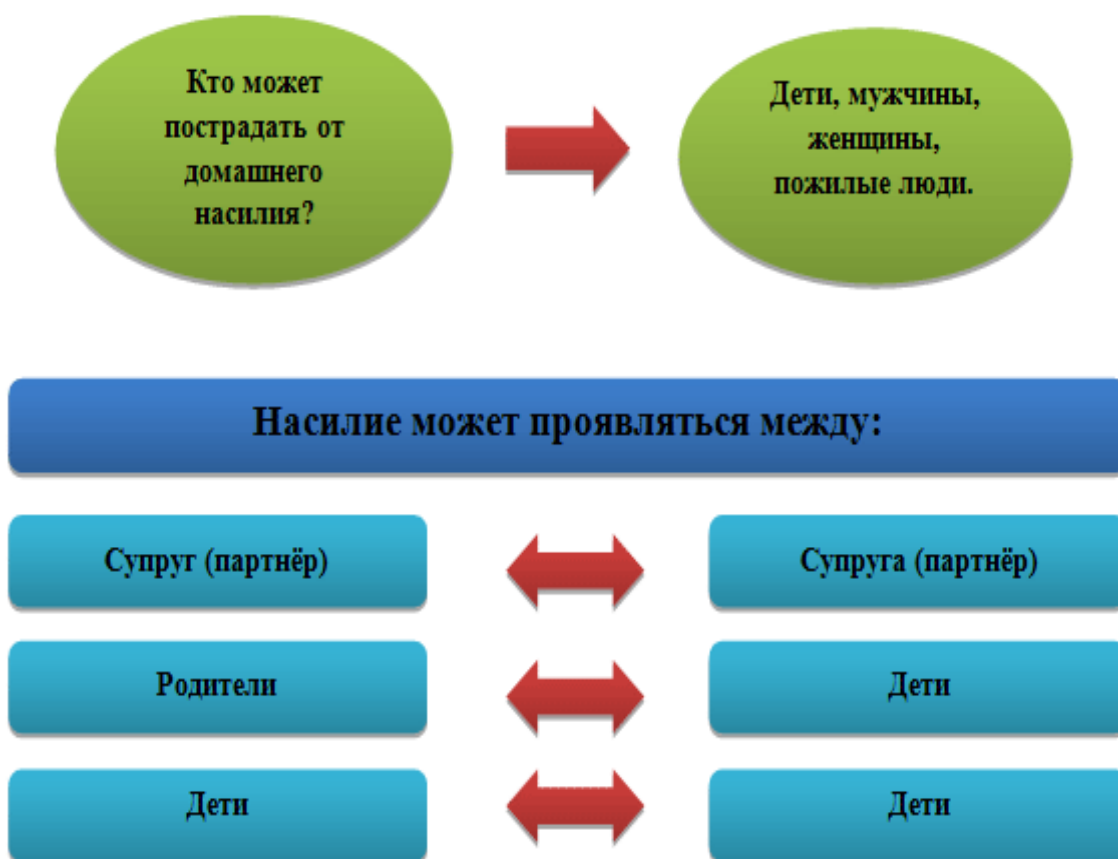 Кто может
пострадать от
домашнего
насилия?
Дети, мужчины,
женщины,
пожилые люди.
Насилие может проявляться между:
Супруг (партнёр)
Супруга (партнёр)
Родители
Дети
Дети
Дети